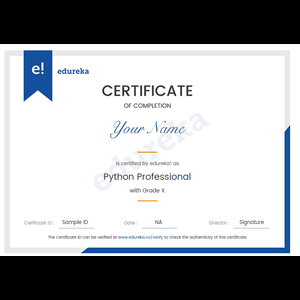 e!
edureka
CERTIFICATE
OF COMPLETION
Your Name
edureka
is certified by edureka! as
Python Professional
with Grade X
Certificate ID : Sample ID Date : NA Director : Signature
The Certificate ID can be verified at www.edureka.co/verify to check the authenticity of this certificate